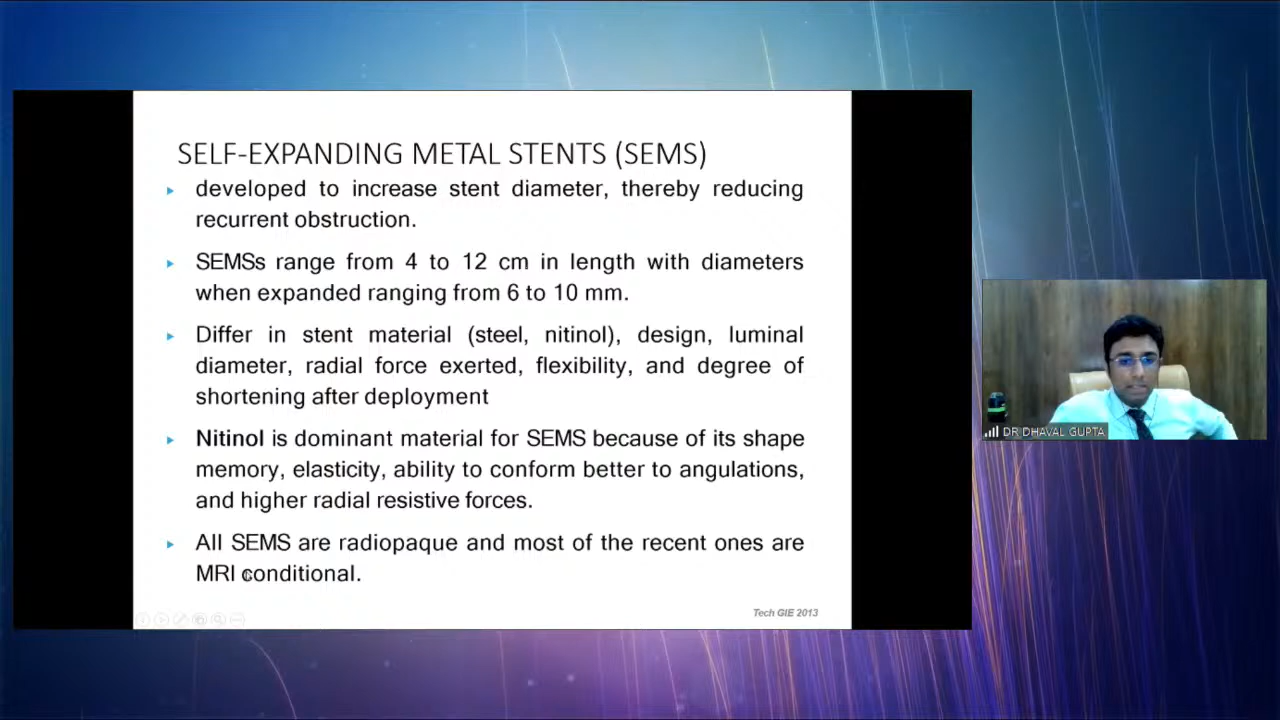 SELF-EXPANDING METAL STENTS (SEMS)
developed to increase stent diameter, thereby reducing
recurrent obstruction.
SEMSs range from 4 to 12 cm in length with diameters
when expanded ranging from 6 to 10 mm.
Differ in stent material (steel, nitinol), design, luminal
diameter, radial force exerted, flexibility, and degree of
shortening after deployment
Nitinol is dominant material for SEMS because of its shape
memory, elasticity, ability to conform better to angulations,
and higher radial resistive forces.
All SEMS are radiopaque and most of the recent ones are
MRI conditional.
Tech GIE 2013
DR DHAVAL GUPTA